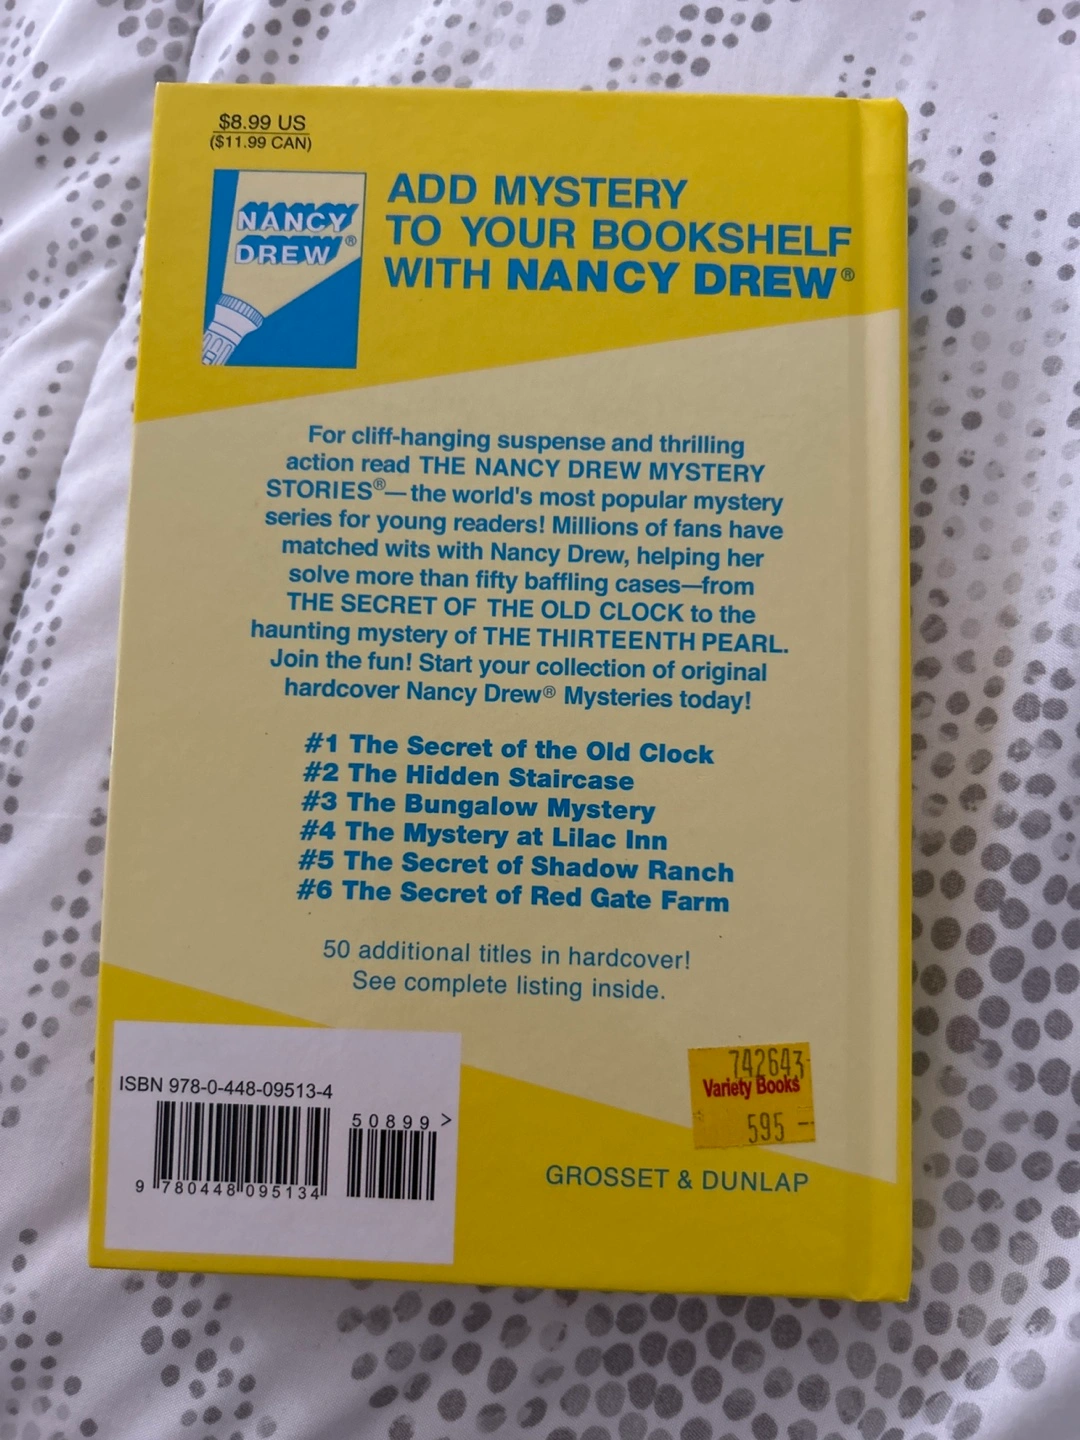 $8.99 US
($11.99 CAN)
NANCY
DREW®
ADD MYSTERY
TO YOUR BOOKSHELF
WITH NANCY DREW®
For cliff-hanging suspense and thrilling
action read THE NANCY DREW MYSTERY
STORIES®—the world's most popular mystery
series for young readers! Millions of fans have
matched wits with Nancy Drew, helping her
solve more than fifty baffling cases—from
THE SECRET OF THE OLD CLOCK to the
haunting mystery of THE THIRTEENTH PEARL.
Join the fun! Start your collection of original
hardcover Nancy Drew® Mysteries today!
#1 The Secret of the Old Clock
#2 The Hidden Staircase
#3 The Bungalow Mystery
#4 The Mystery at Lilac Inn
#5 The Secret of Shadow Ranch
#6 The Secret of Red Gate Farm
50 additional titles in hardcover!
See complete listing inside.
ISBN 978-0-448-09513-4
50899>
9 780448 095134
742643
Variety Books
$ 595 -
GROSSET & DUNLAP